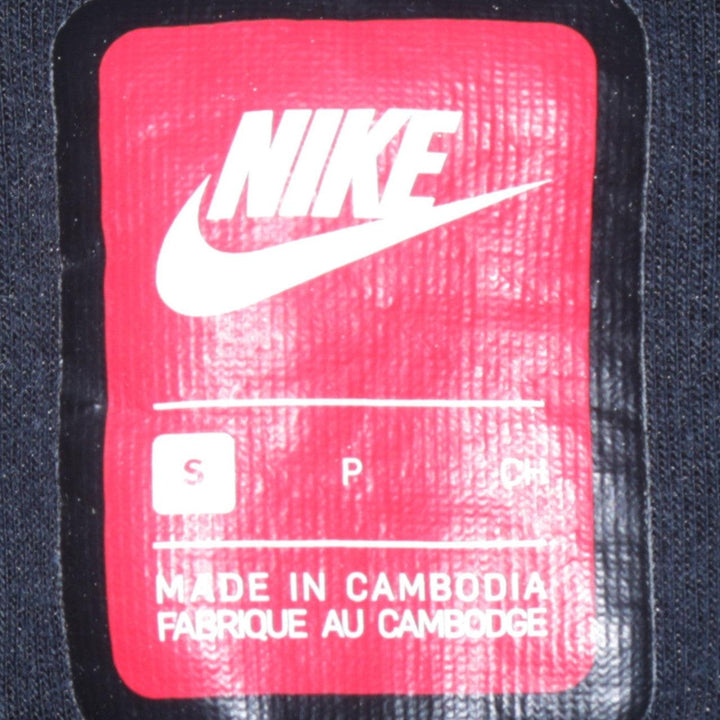 NIKE
S P CH
MADE IN CAMBODIA
FABRIQUE AU CAMBODGE